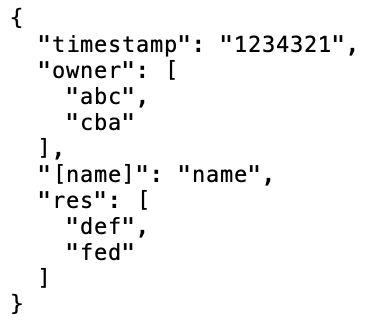 {
  "timestamp": "1234321",
  "owner": [
    "abc",
    "cba"
  ],
  "[name]": "name",
  "res": [
    "def",
    "fed"
  ]
}